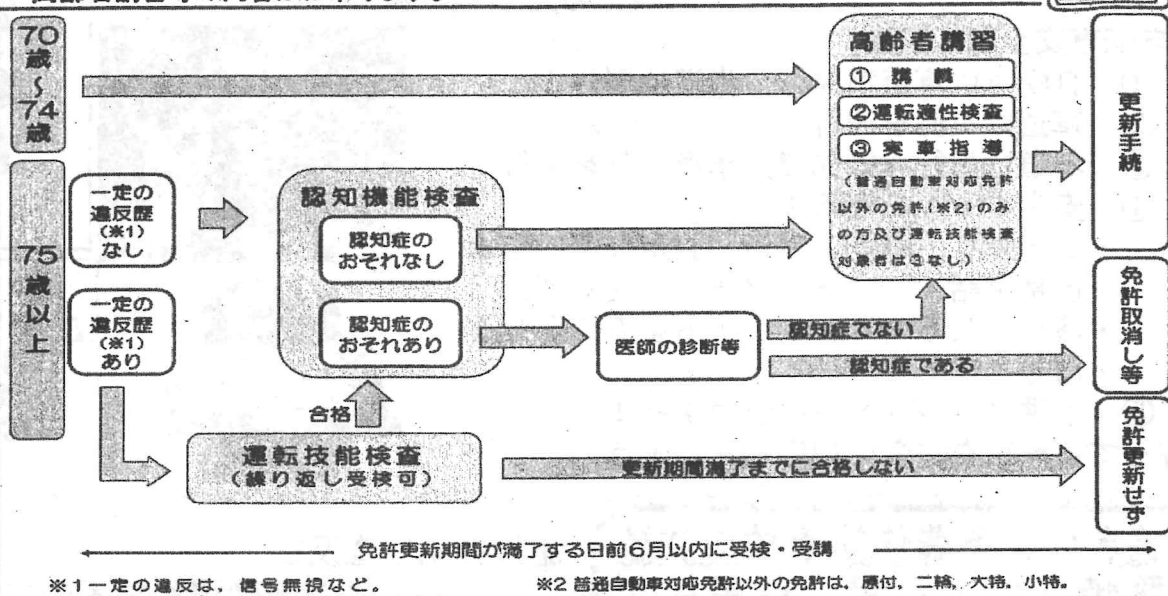 70
歳
～
74
歳
高齢者講習
① 講義
②運転適性検査
③ 実車指導
(普通自動車対応免許
以外の免許(※2)のみ
の方及び運転技能検査
対象者は③なし)
更新手続
75
歳
以
上
一定の
違反歴
(※1)
なし
認知機能検査
認知症の
おそれなし
一定の
違反歴
(※1)
あり
認知症の
おそれあり
医師の診断等
認知症でない
認知症である
免許取消し等
合格
運転技能検査
(繰り返し受検可)
更新期間満了までに合格しない
免許更新せず
免許更新期間が満了する日前6月以内に受検・受講
※1一定の違反は，信号無視など。
※2 普通自動車対応免許以外の免許は，原付，二輪，大特，小特。